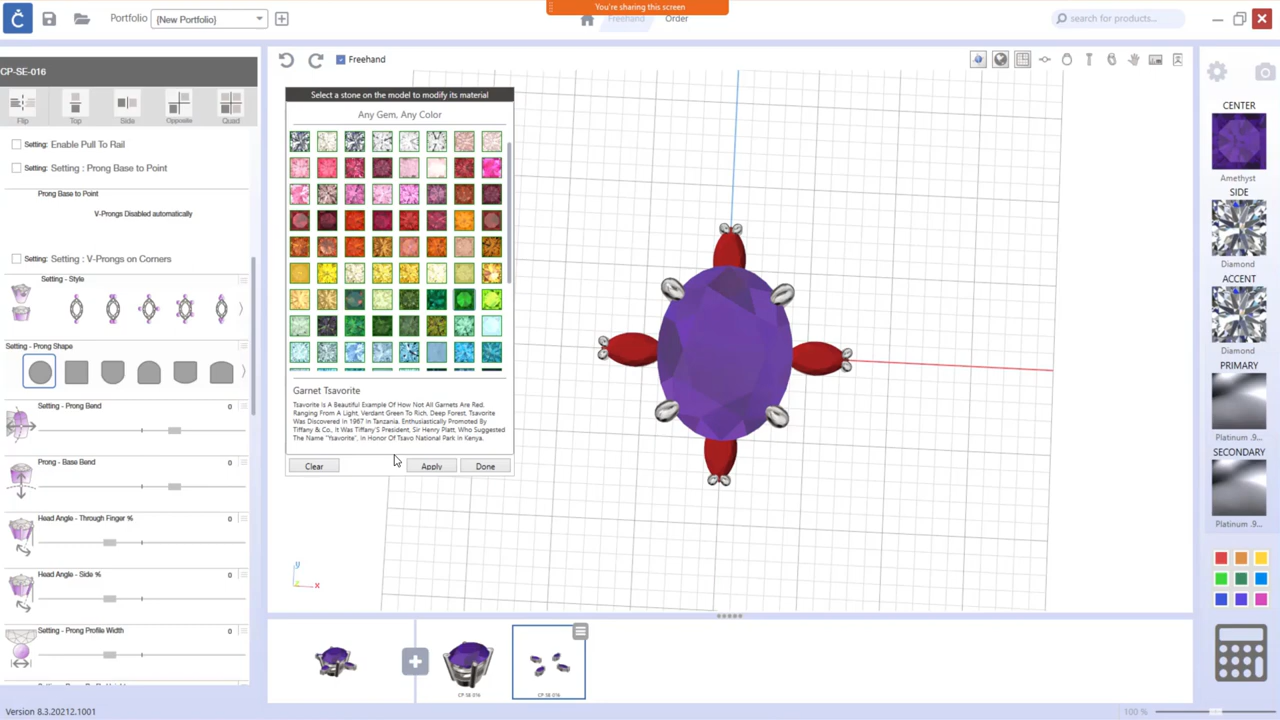 You're sharing this screen
Č
Portfolio
{New Portfolio}
Freehand
Order
search for products...
CP-SE-016
Freehand
Flip
Top
Side
Opposite
Quad
Select a stone on the model to modify its material
Any Gem, Any Color
Setting: Enable Pull To Rail
Setting: Setting : Prong Base to Point
Prong Base to Point
V-Prongs Disabled automatically
Setting: Setting : V-Prongs on Corners
Setting - Style
Setting - Prong Shape
Setting - Prong Bend
0
Prong - Base Bend
0
Head Angle - Through Finger %
0
Head Angle - Side %
0
Setting - Prong Profile Width
0
Garnet Tsavorite
Tsavorite Is A Beautiful Example Of How Not All Garnets Are Red.
Ranging From A Light, Verdant Green To Rich, Deep Forest, Tsavorite
Was Discovered In 1967 in Tanzania. Enthusiastically Promoted By
Tiffany & Co., It Was Tiffany'S President, Sir Henry Platt, Who Suggested
The Name "Tsavorite", In Honor Of Tsavo National Park In Kenya.
Clear
Apply
Done
y
x
CENTER
Amethyst
SIDE
Diamond
ACCENT
Diamond
PRIMARY
Platinum .9...
SECONDARY
Platinum .9...
CP-SE-016
CP-SE-016
Version 8.3.20212.1001
100 %